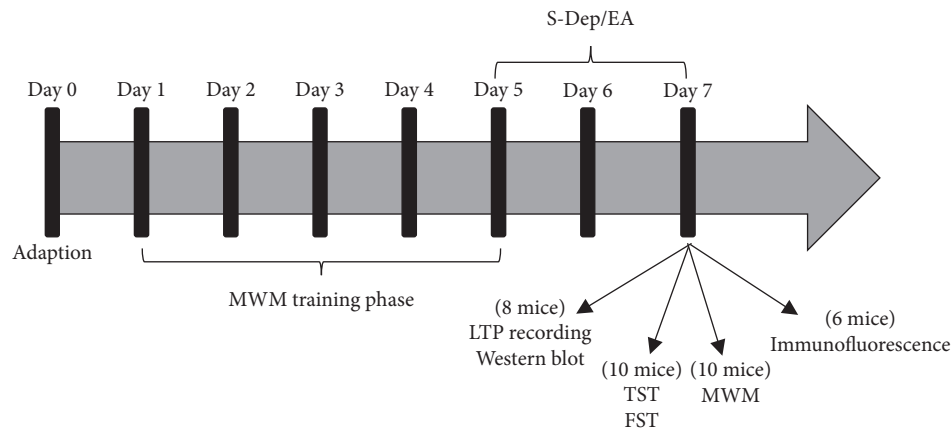 S-Dep/EA
Day 0 Day 1 Day 2 Day 3 Day 4 Day 5 Day 6 Day 7
Adaption
MWM training phase
(8 mice)
LTP recording
Western blot
(10 mice)
TST
FST
(10 mice)
MWM
(6 mice)
Immunofluorescence